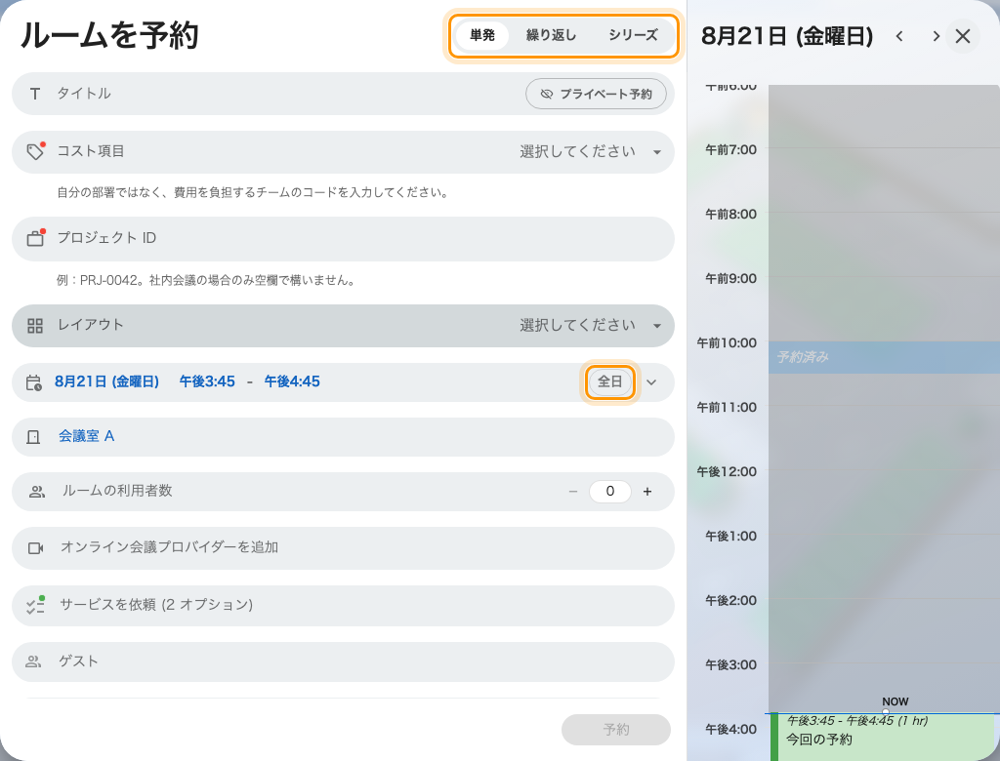 ルームを予約
単発 繰り返し シリーズ
タイトル プライベート予約
コスト項目 選択してください
自分の部署ではなく、費用を負担するチームのコードを入力してください。
プロジェクト ID
例：PRJ-0042。社内会議の場合のみ空欄で構いません。
レイアウト 選択してください
8月21日 (金曜日) 午後3:45 - 午後4:45 全日
会議室 A
ルームの利用者数 − 0 +
オンライン会議プロバイダーを追加
サービスを依頼 (2 オプション)
ゲスト
予約
8月21日 (金曜日)
午前6:00
午前7:00
午前8:00
午前9:00
午前10:00
予約済み
午前11:00
午後12:00
午後1:00
午後2:00
午後3:00
NOW
午後3:45 - 午後4:45 (1 hr)
午後4:00
今回の予約